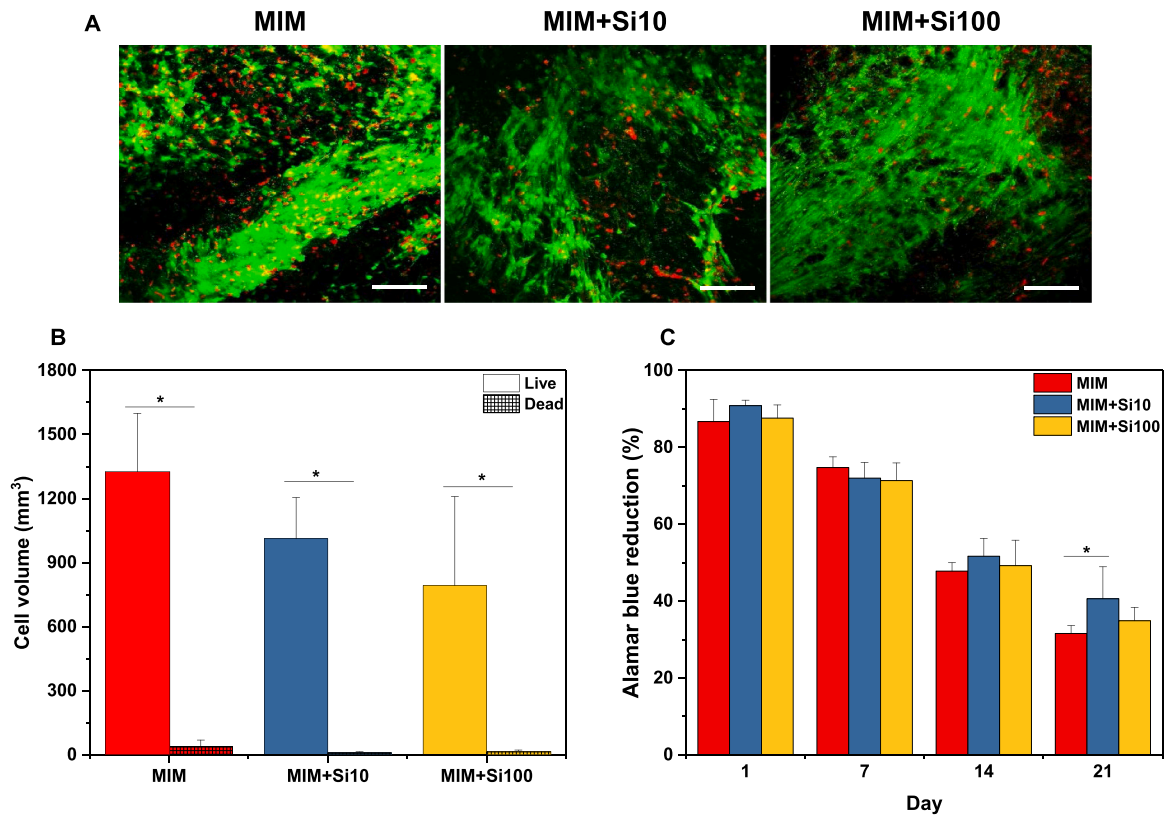 A
MIM
MIM+Si10
MIM+Si100
B
1800
1500
1200
900
600
300
0
Cell volume (mm³)
Live
Dead
*
*
*
MIM
MIM+Si10
MIM+Si100
C
100
80
60
40
20
0
Alamar blue reduction (%)
MIM
MIM+Si10
MIM+Si100
*
1
7
14
21
Day